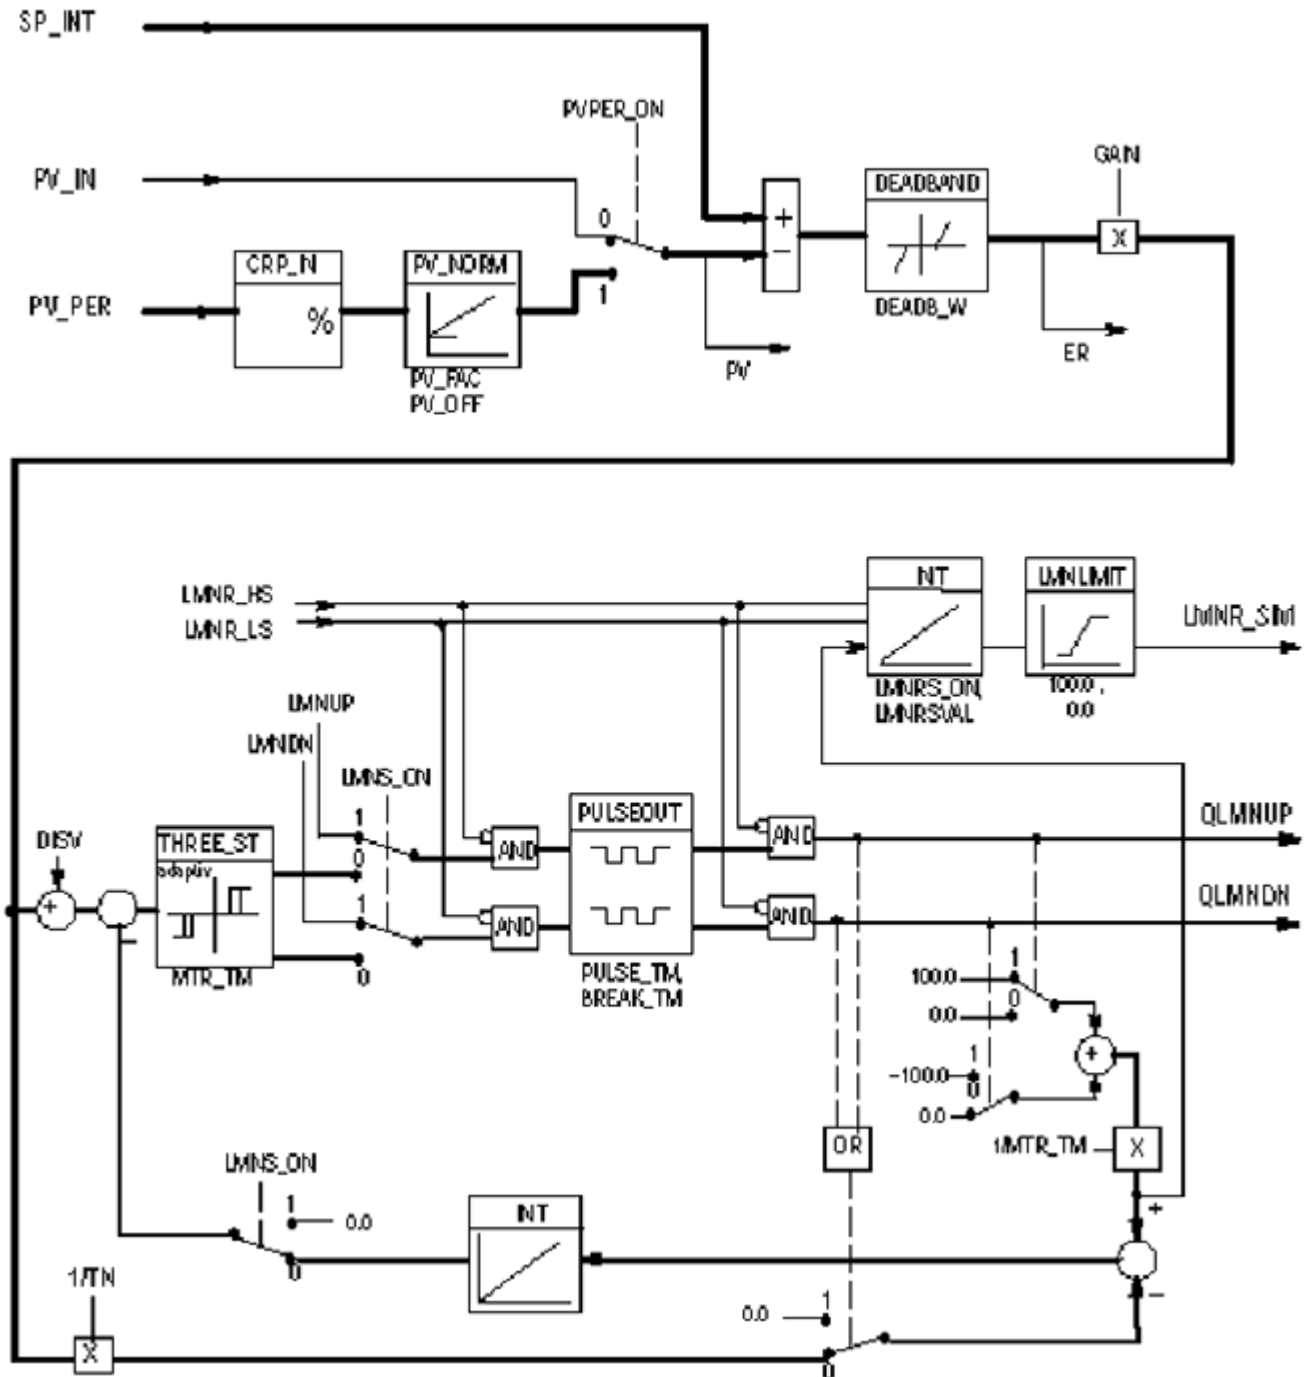 SP_INT
PVPER_ON
GAIN
PV_IN
DEADBAND
0
+
X
–
CRP_IN
PV_NORM
%
1
PV_PER
DEADB_W
ER
PV
PV_FAC
PV_OFF
INT
LMNLIMIT
LMNR_HS
LMNR_LS
LMNR_SIM
LMNRS_ON,
LMNRSVAL
100.0 ,
0.0
LMNUP
LMNDN
LMNS_ON
1
PULSEOUT
QLMNUP
DISV
THREE_ST
AND
AND
adaptiv
0
1
QLMNDN
+
AND
AND
–
0
MTR_TM
PULSE_TM,
BREAK_TM
1
100.0
0
0.0
1
+
-100.0
0
0.0
OR
1/MTR_TM
X
LMNS_ON
1
0.0
INT
+
0
1/TN
1
0.0
–
X
0